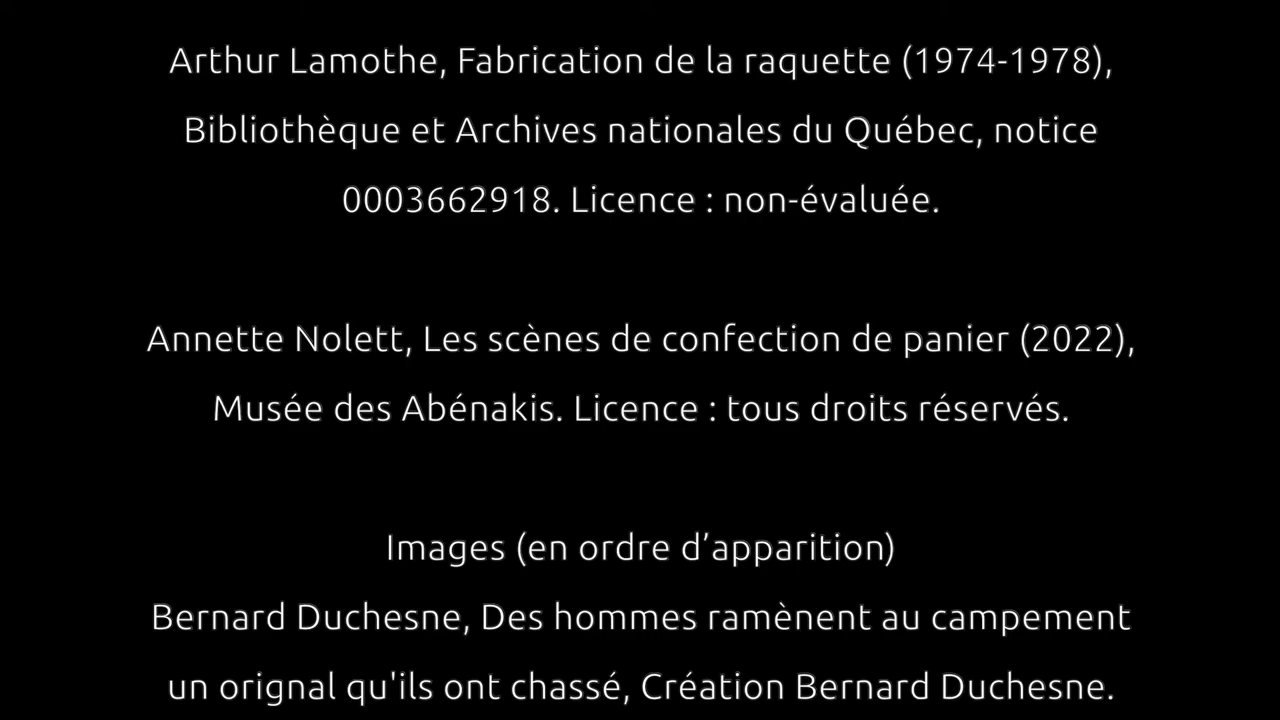 Arthur Lamothe, Fabrication de la raquette (1974-1978),
Bibliothèque et Archives nationales du Québec, notice
0003662918. Licence : non-évaluée.
Annette Nolett, Les scènes de confection de panier (2022),
Musée des Abénakis. Licence : tous droits réservés.
Images (en ordre d’apparition)
Bernard Duchesne, Des hommes ramènent au campement
un orignal qu'ils ont chassé, Création Bernard Duchesne.